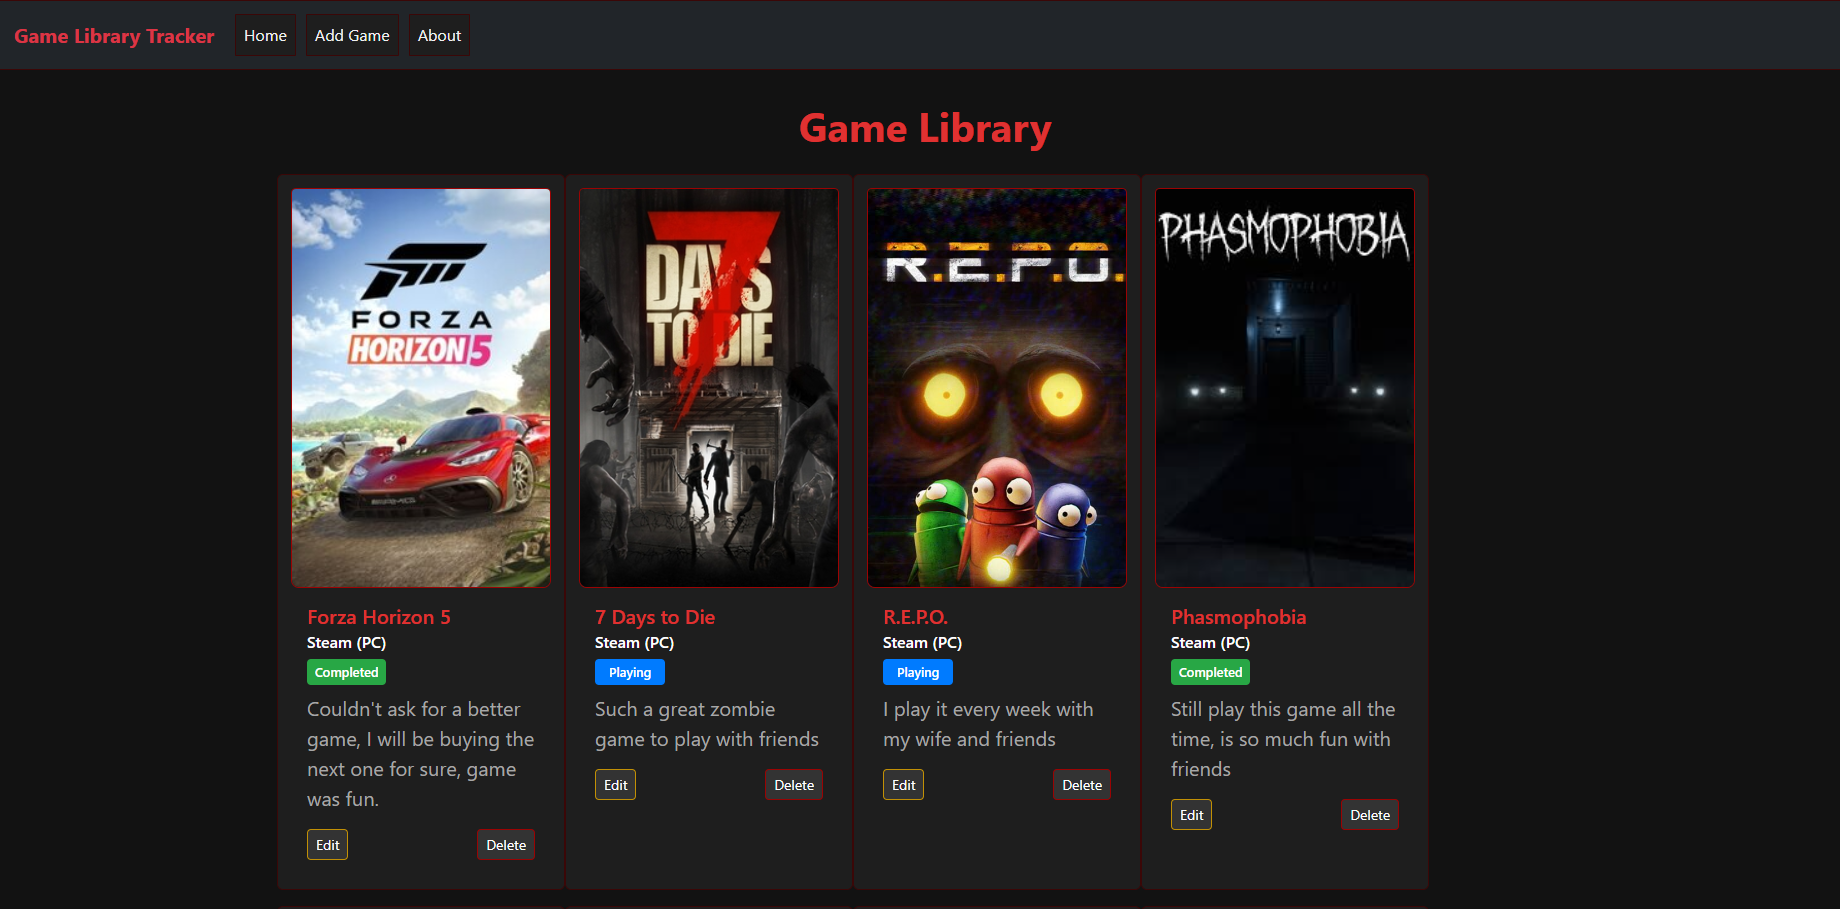 Game Library Tracker Home Add Game About
Game Library
FORZA
HORIZON 5
7
DAYS
TO DIE
R.E.P.O.
PHASMOPHOBIA
Forza Horizon 5
Steam (PC)
Completed
Couldn't ask for a better
game, I will be buying the
next one for sure, game
was fun.
Edit Delete
7 Days to Die
Steam (PC)
Playing
Such a great zombie
game to play with friends
Edit Delete
R.E.P.O.
Steam (PC)
Playing
I play it every week with
my wife and friends
Edit Delete
Phasmophobia
Steam (PC)
Completed
Still play this game all the
time, is so much fun with
friends
Edit Delete